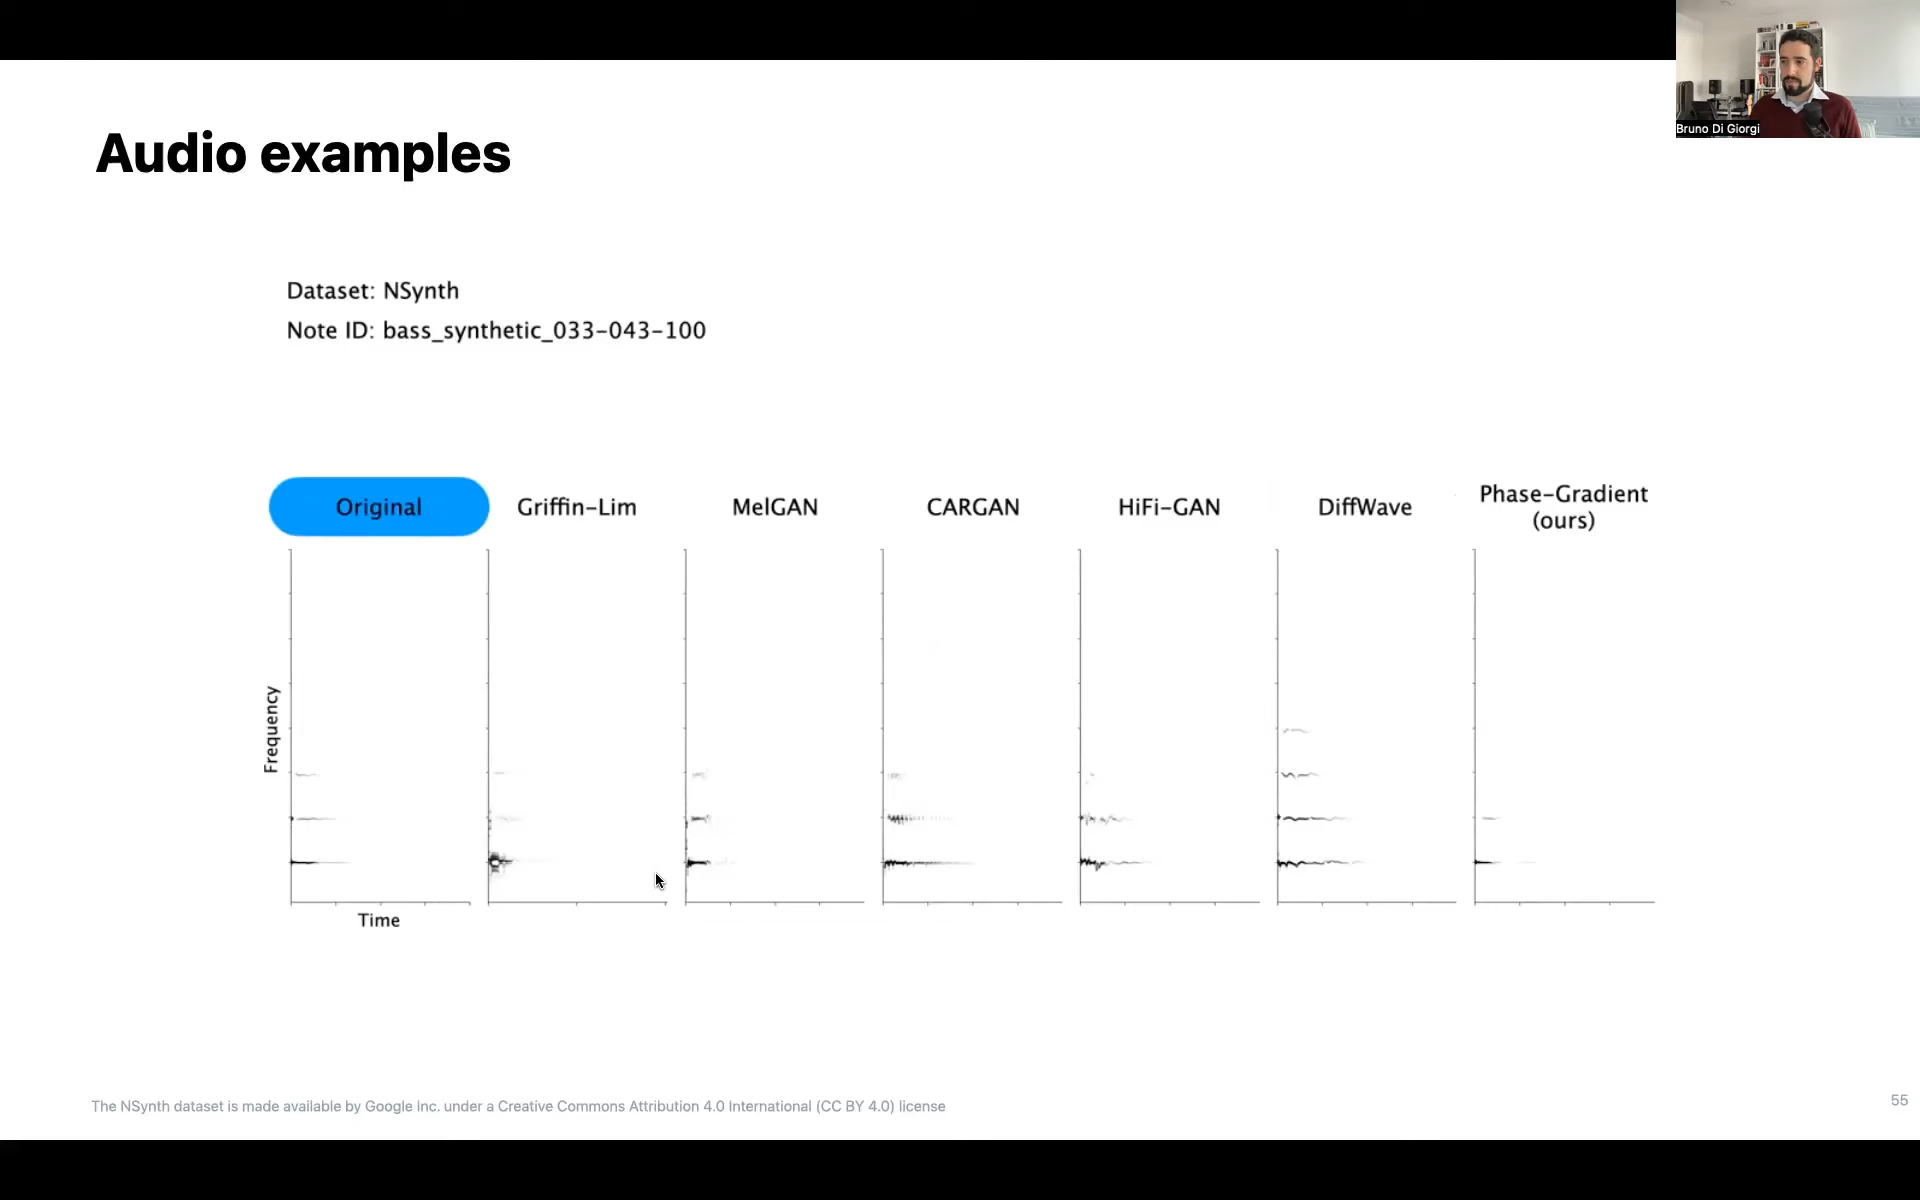 Bruno Di Giorgi
Audio examples
Dataset: NSynth
Note ID: bass_synthetic_033-043-100
Original
Griffin-Lim
MelGAN
CARGAN
HiFi-GAN
DiffWave
Phase-Gradient
(ours)
Frequency
Time
The NSynth dataset is made available by Google Inc. under a Creative Commons Attribution 4.0 International (CC BY 4.0) license
55